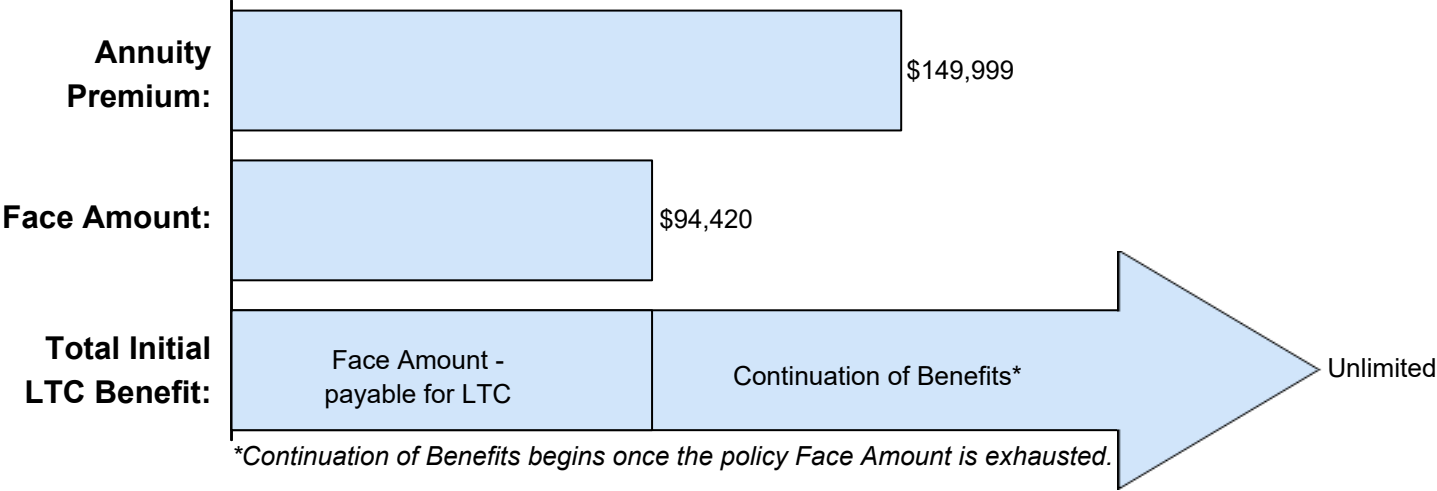 Annuity
Premium:
$149,999
Face Amount:
$94,420
Total Initial
LTC Benefit:
Face Amount -
payable for LTC
Continuation of Benefits*
Unlimited
*Continuation of Benefits begins once the policy Face Amount is exhausted.